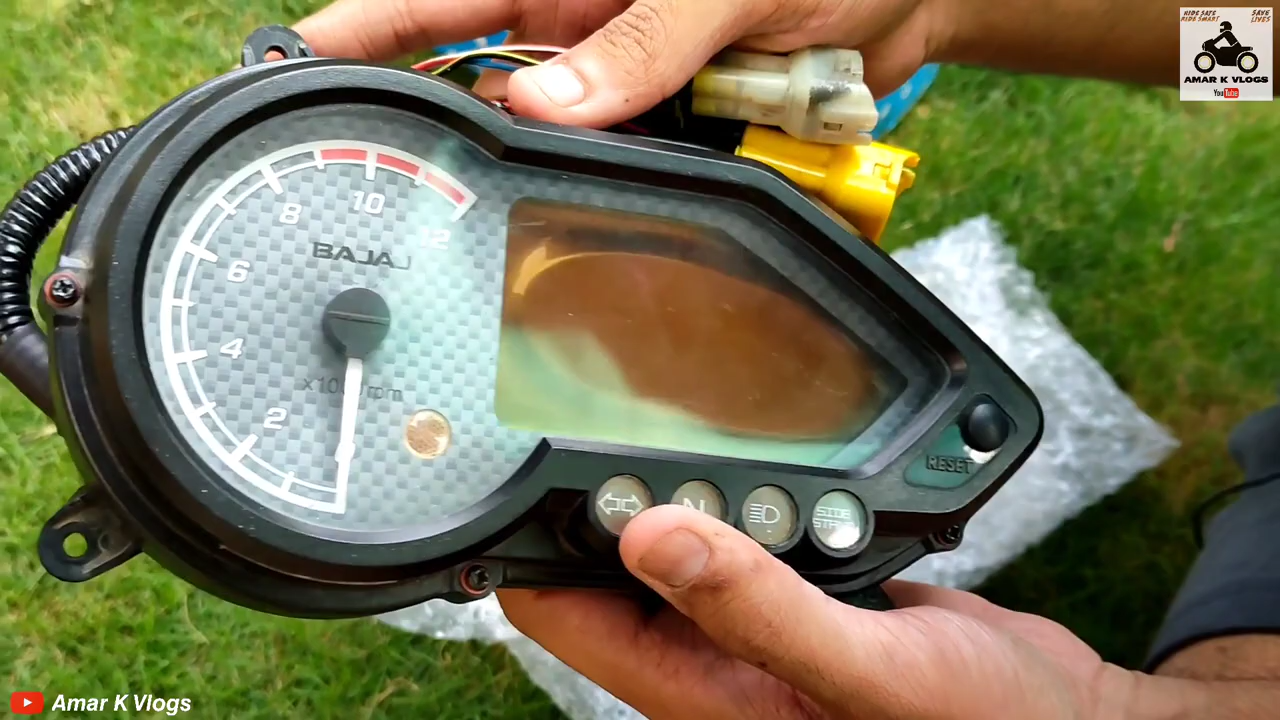 RIDE SAFE
RIDE SMART
SAVE
LIVES
AMAR K VLOGS
YouTube
10
8
12
BAJAJ
6
4
x1000 rpm
2
RESET
N
SIDE
STAND
Amar K Vlogs